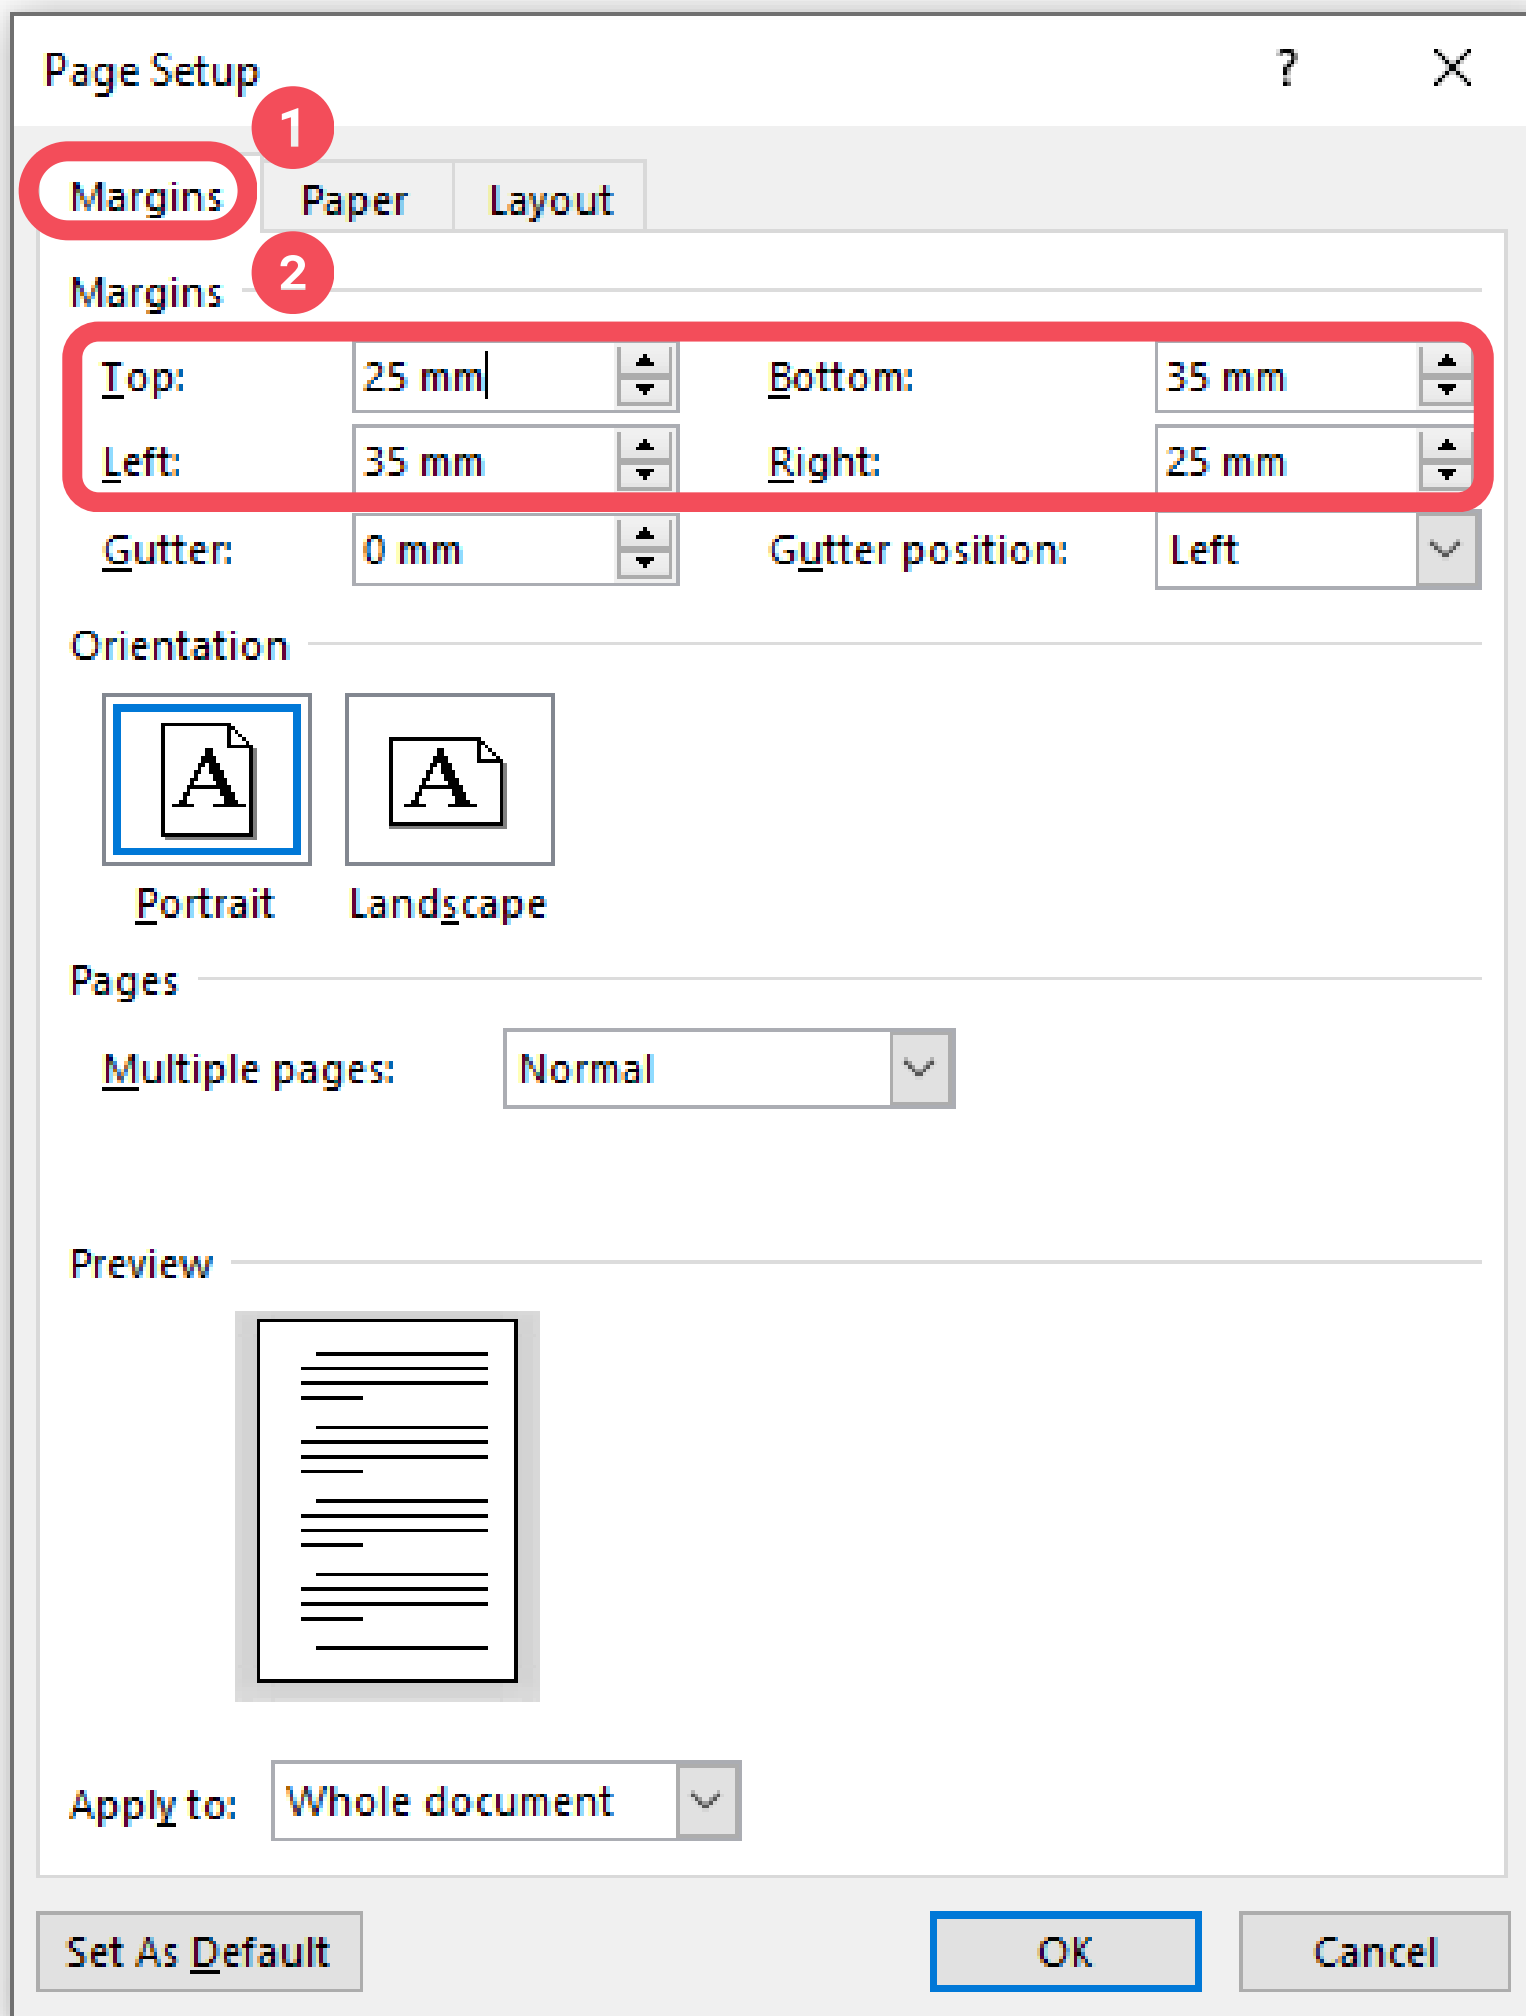 Page Setup ? X
1
Margins Paper Layout
2
Margins
Top: 25 mm Bottom: 35 mm
Left: 35 mm Right: 25 mm
Gutter: 0 mm Gutter position: Left
Orientation
A A
Portrait Landscape
Pages
Multiple pages: Normal
Preview
Apply to: Whole document
Set As Default OK Cancel